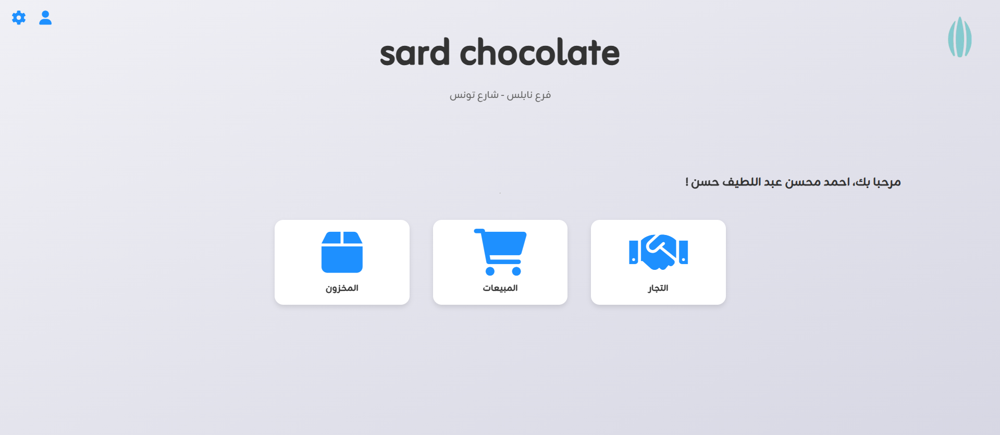 sard chocolate
فرع نابلس - شارع تونس
مرحبا بك، احمد محسن عبد اللطيف حسن !
التجار
المبيعات
المخزون